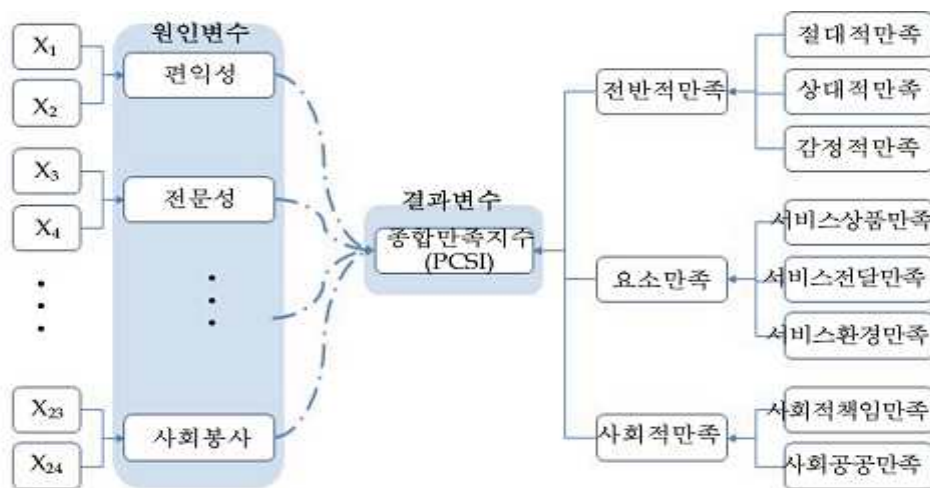 원인변수
X₁
X₂
편익성
X₃
X₄
전문성
X₂₃
X₂₄
사회봉사
결과변수
종합만족지수
(PCSI)
전반적만족
절대적만족
상대적만족
감정적만족
요소만족
서비스상품만족
서비스전달만족
서비스환경만족
사회적만족
사회적책임만족
사회공공만족